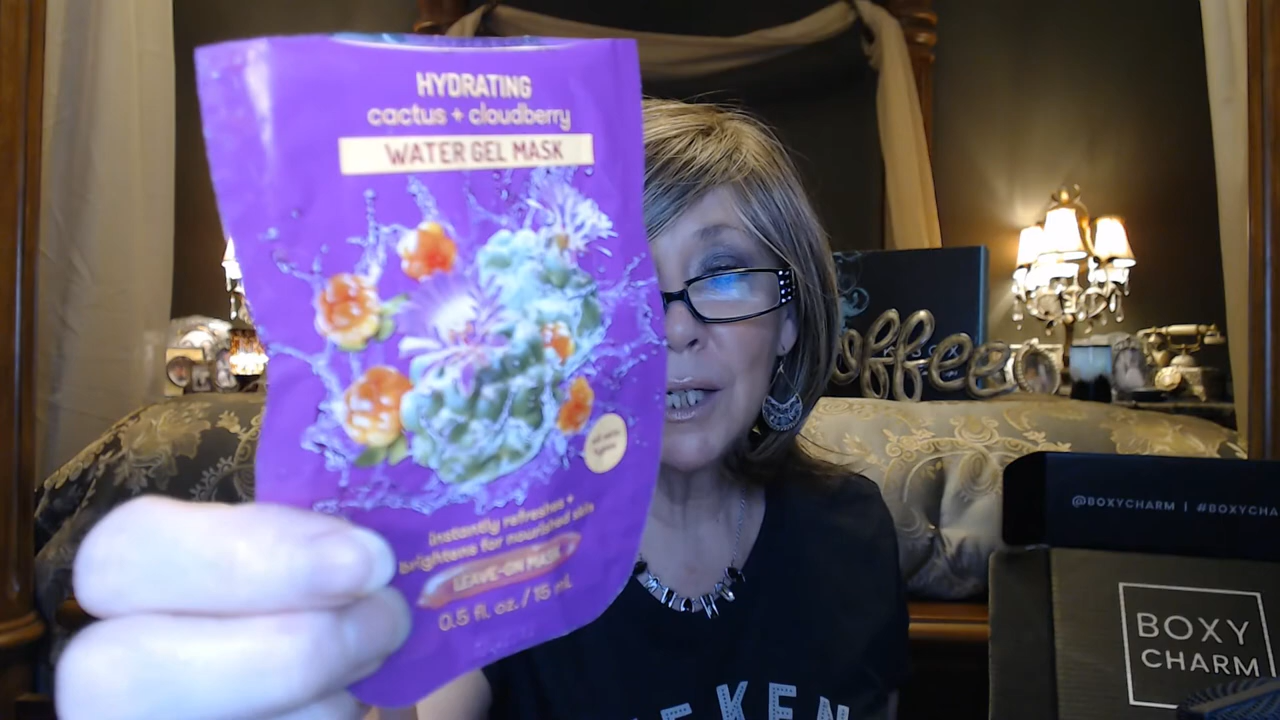 HYDRATING
cactus + cloudberry
WATER GEL MASK
instantly refreshes +
brightens for nourished skin
LEAVE-ON MASK
0.5 fl. oz. / 15 mL
offee
@BOXYCHARM | #BOXYCHA
BOXY
CHARM
KEN